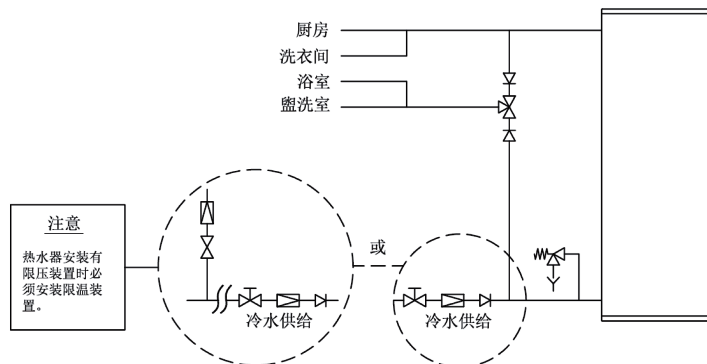 厨房
洗衣间
浴室
盥洗室
注意
热水器安装有
限压装置时必
须安装限温装
置。
或
冷水供给
冷水供给